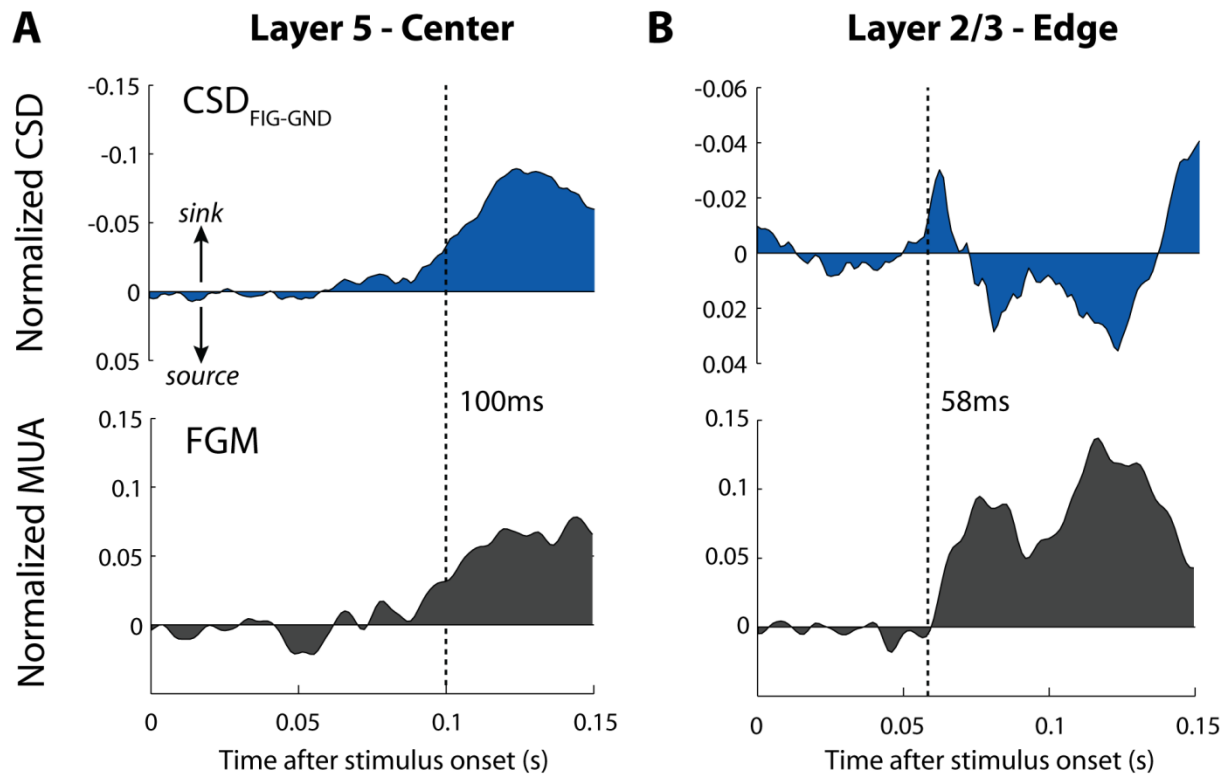 A
Layer 5 - Center
Normalized CSD
-0.15
-0.1
-0.05
0
0.05
CSD FIG-GND
sink
source
100ms
Normalized MUA
0.15
0.1
0.05
0
FGM
0 0.05 0.1 0.15
Time after stimulus onset (s)
B
Layer 2/3 - Edge
-0.06
-0.04
-0.02
0
0.02
0.04
58ms
0.15
0.1
0.05
0
0 0.05 0.1 0.15
Time after stimulus onset (s)